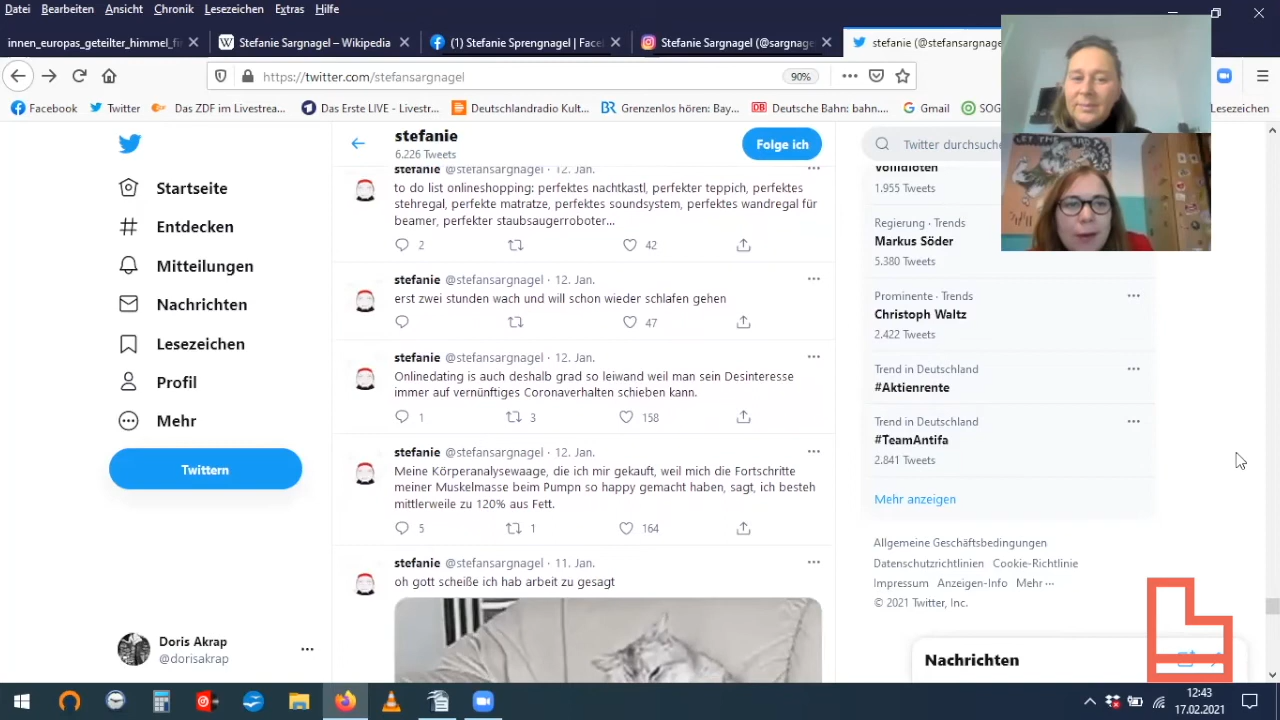 Datei Bearbeiten Ansicht Chronik Lesezeichen Extras Hilfe
innen_europas_geteilter_himmel_fi
Stefanie Sargnagel – Wikipedia
(1) Stefanie Sprengnagel | Face
Stefanie Sargnagel (@sargnage
stefanie (@stefansargnage
https://twitter.com/stefansargnagel
90%
Facebook
Twitter
Das ZDF im Livestrea...
Das Erste LIVE - Livestr...
Deutschlandradio Kult...
Grenzenlos hören: Bay...
Deutsche Bahn: bahn....
Gmail
SOG
Lesezeichen
Startseite
Entdecken
Mitteilungen
Nachrichten
Lesezeichen
Profil
Mehr
Twittern
Doris Akrap
@dorisakrap
stefanie
6.226 Tweets
Folge ich
stefanie @stefansargnagel · 12. Jan.
to do list onlineshopping: perfektes nachtkastl, perfekter teppich, perfektes
stehregal, perfekte matratze, perfektes soundsystem, perfektes wandregal für
beamer, perfekter staubsaugerroboter...
2 42
stefanie @stefansargnagel · 12. Jan.
erst zwei stunden wach und will schon wieder schlafen gehen
47
stefanie @stefansargnagel · 12. Jan.
Onlinedating is auch deshalb grad so leiwand weil man sein Desinteresse
immer auf vernünftiges Coronaverhalten schieben kann.
1 3 158
stefanie @stefansargnagel · 12. Jan.
Meine Körperanalysewaage, die ich mir gekauft, weil mich die Fortschritte
meiner Muskelmasse beim Pumpn so happy gemacht haben, sagt, ich besteh
mittlerweile zu 120% aus Fett.
5 1 164
stefanie @stefansargnagel · 11. Jan.
oh gott scheiße ich hab arbeit zu gesagt
Twitter durchsuche
Vollidioten
1.955 Tweets
Regierung · Trends
Markus Söder
5.380 Tweets
Prominente · Trends
Christoph Waltz
2.422 Tweets
Trend in Deutschland
#Aktienrente
Trend in Deutschland
#TeamAntifa
2.841 Tweets
Mehr anzeigen
Allgemeine Geschäftsbedingungen
Datenschutzrichtlinien Cookie-Richtlinie
Impressum Anzeigen-Info Mehr ···
© 2021 Twitter, Inc.
Nachrichten
12:43
17.02.2021